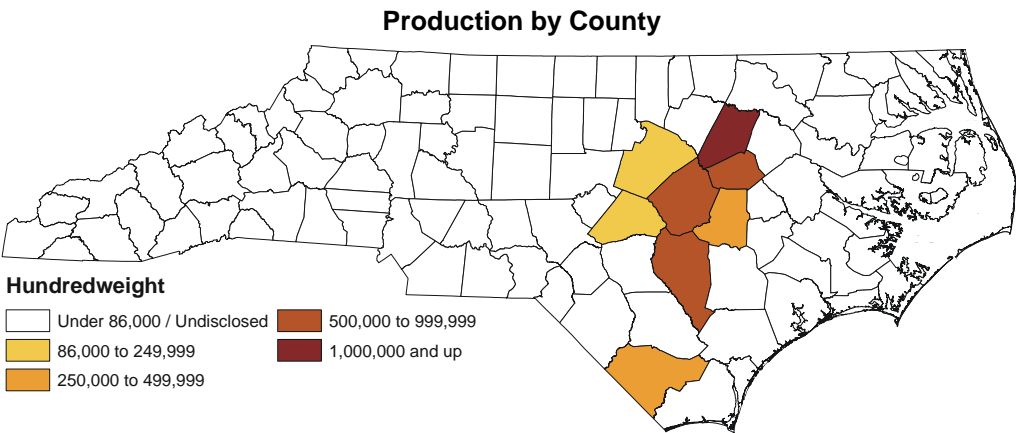 Production by County
Hundredweight
Under 86,000 / Undisclosed
86,000 to 249,999
250,000 to 499,999
500,000 to 999,999
1,000,000 and up